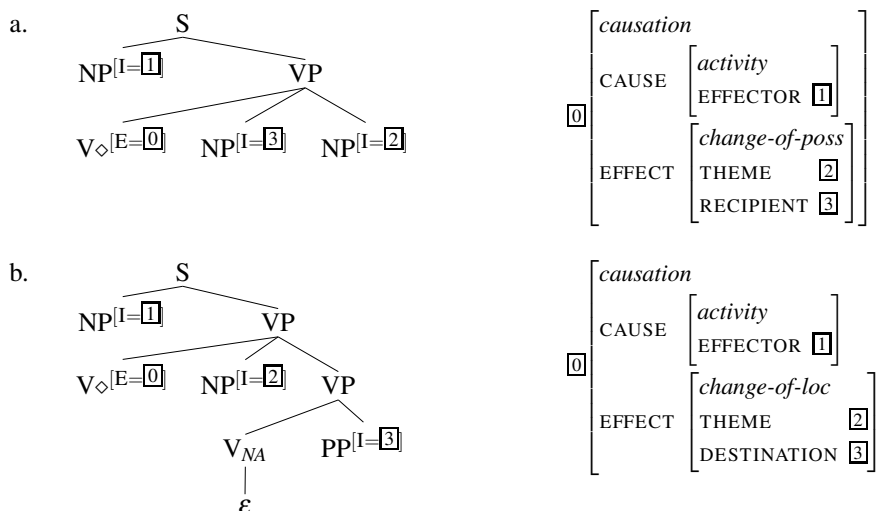 a.
S
NP[I=1] VP
V◇[E=0] NP[I=3] NP[I=2]
0
causation
CAUSE activity
EFFECTOR 1
EFFECT change-of-poss
THEME 2
RECIPIENT 3
b.
S
NP[I=1] VP
V◇[E=0] NP[I=2] VP
VNA PP[I=3]
ε
0
causation
CAUSE activity
EFFECTOR 1
EFFECT change-of-loc
THEME 2
DESTINATION 3